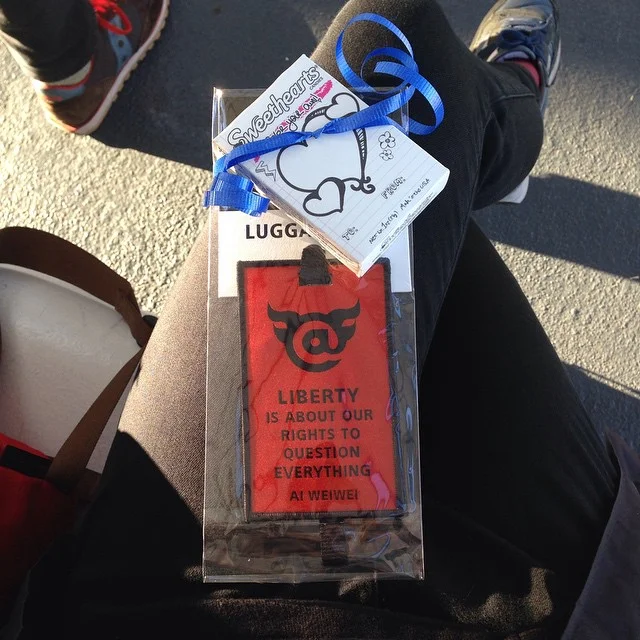 Sweethearts
LUGGA
@
LIBERTY
IS ABOUT OUR
RIGHTS TO
QUESTION
EVERYTHING
AI WEIWEI